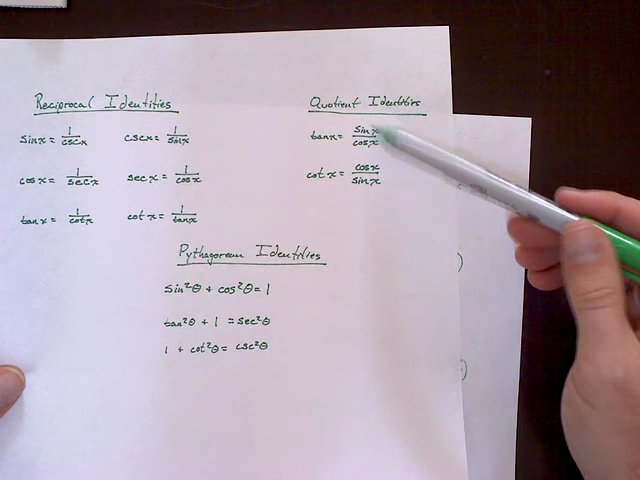 Reciprocal Identities
sinx = 1/cscx cscx = 1/sinx
cosx = 1/secx secx = 1/cosx
tanx = 1/cotx cotx = 1/tanx
Quotient Identities
tanx = sinx/cosx
cotx = cosx/sinx
Pythagorean Identities
sin²θ + cos²θ = 1
tan²θ + 1 = sec²θ
1 + cot²θ = csc²θ